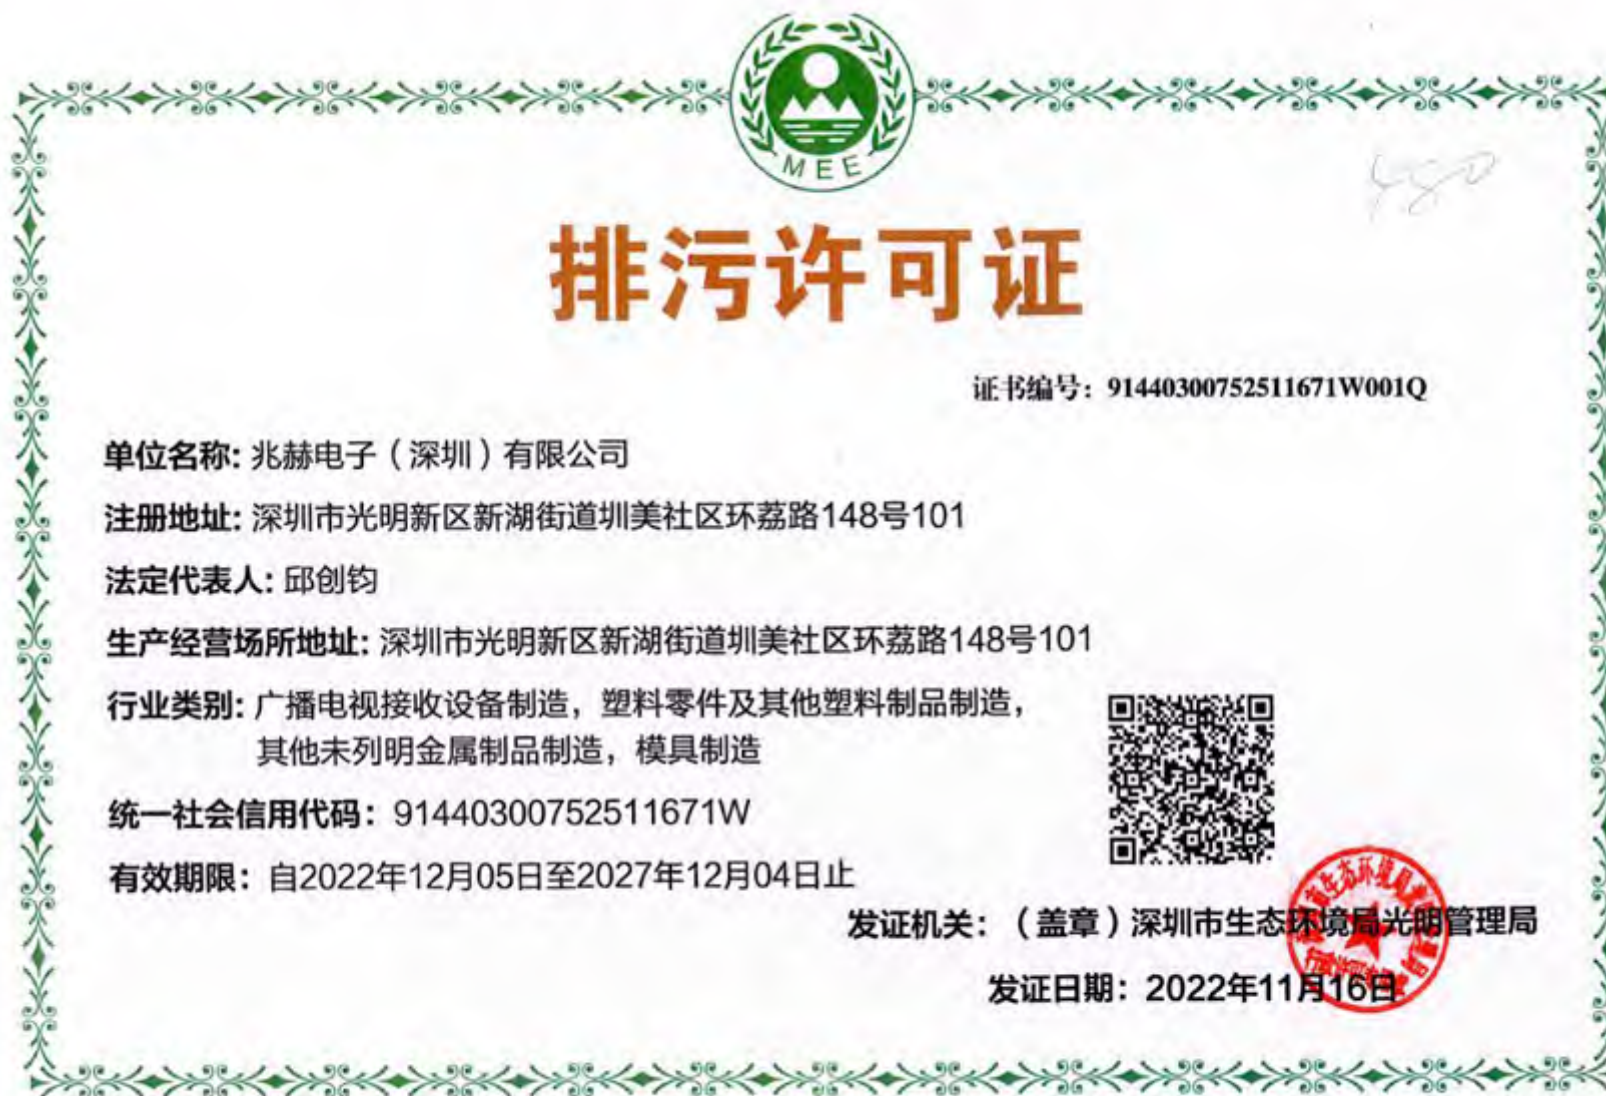 MEE
排污许可证
证书编号：91440300752511671W001Q
单位名称: 兆赫电子（深圳）有限公司
注册地址: 深圳市光明新区新湖街道圳美社区环荔路148号101
法定代表人: 邱创钧
生产经营场所地址: 深圳市光明新区新湖街道圳美社区环荔路148号101
行业类别: 广播电视接收设备制造，塑料零件及其他塑料制品制造，
其他未列明金属制品制造，模具制造
统一社会信用代码：91440300752511671W
有效期限：自2022年12月05日至2027年12月04日止
发证机关：（盖章）深圳市生态环境局光明管理局
发证日期：2022年11月16日